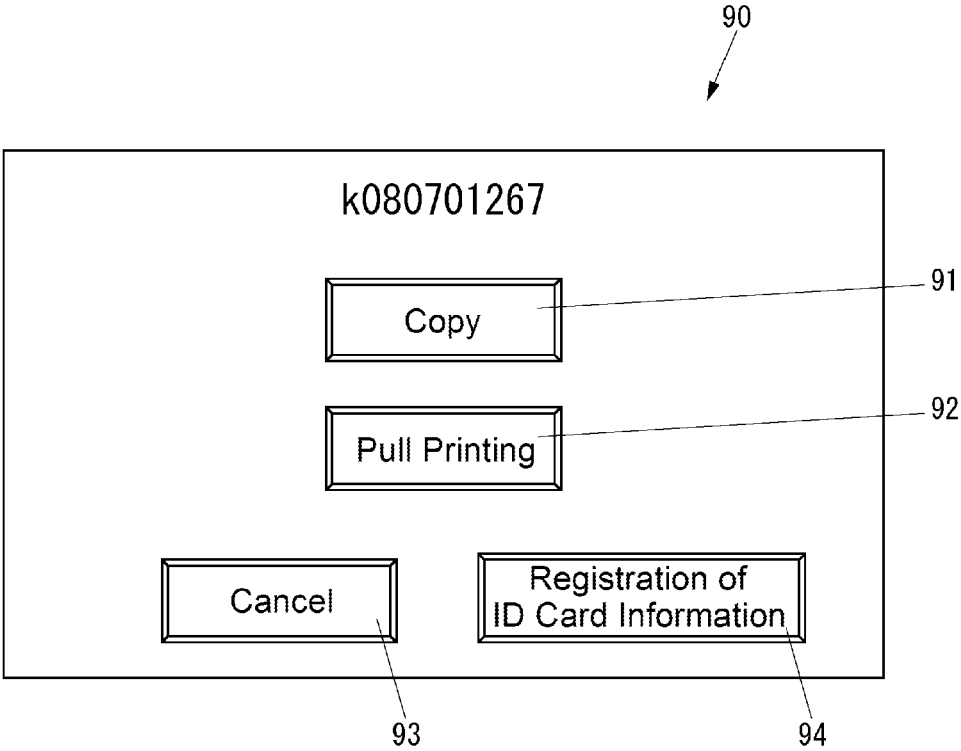 90
k080701267
91
Copy
92
Pull Printing
Cancel
Registration of
ID Card Information
93
94